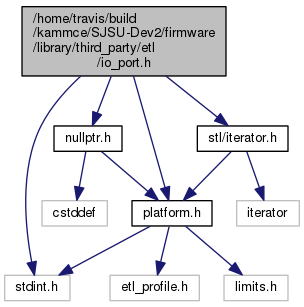 /home/travis/build
/kammce/SJSU-Dev2/firmware
/library/third_party/etl
/io_port.h
nullptr.h
stl/iterator.h
cstddef
platform.h
iterator
stdint.h
etl_profile.h
limits.h